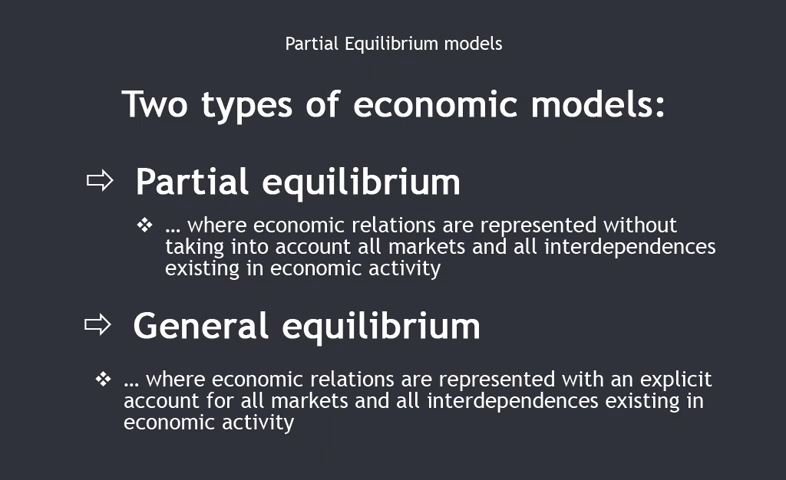 Partial Equilibrium models
Two types of economic models:
⇨ Partial equilibrium
❖ … where economic relations are represented without
taking into account all markets and all interdependences
existing in economic activity
⇨ General equilibrium
❖ … where economic relations are represented with an explicit
account for all markets and all interdependences existing in
economic activity